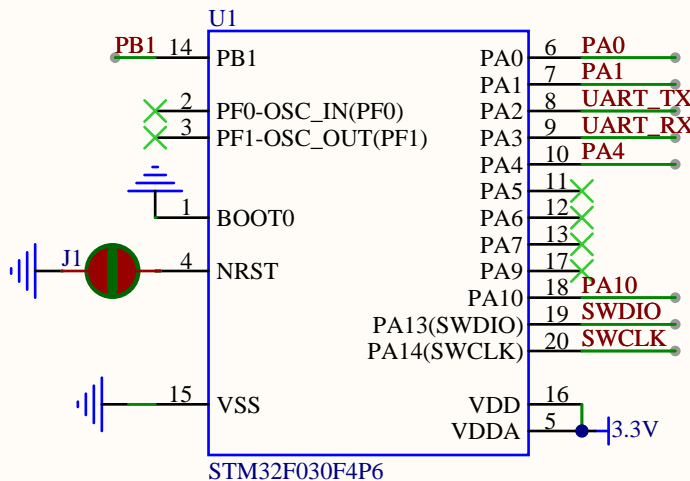 U1
PB1 14 PB1 PA0 6 PA0
PA1 7 PA1
2 PF0-OSC_IN(PF0) PA2 8 UART_TX
3 PF1-OSC_OUT(PF1) PA3 9 UART_RX
PA4 10 PA4
PA5 11
1 BOOT0 PA6 12
PA7 13
J1 4 NRST PA9 17
PA10 18 PA10
PA13(SWDIO) 19 SWDIO
PA14(SWCLK) 20 SWCLK
15 VSS VDD 16
VDDA 5 3.3V
STM32F030F4P6